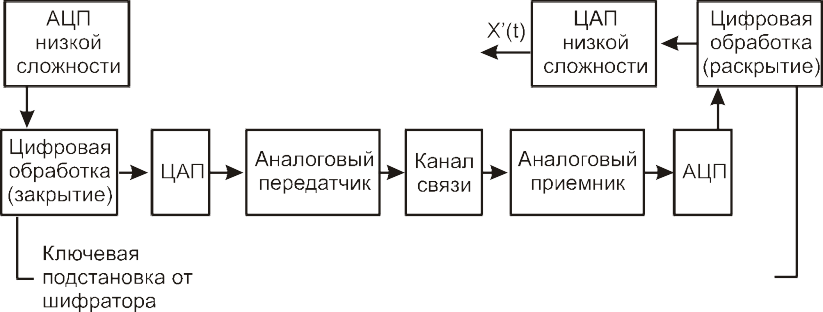 АЦП
низкой
сложности
X’(t)
ЦАП
низкой
сложности
Цифровая
обработка
(раскрытие)
Цифровая
обработка
(закрытие)
ЦАП
Аналоговый
передатчик
Канал
связи
Аналоговый
приемник
АЦП
Ключевая
подстановка от
шифратора